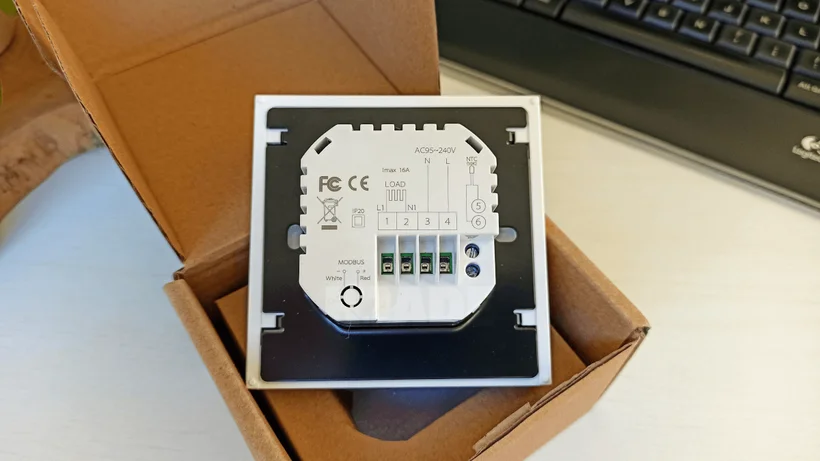 AC95~240V
Imax 16A
N L
NTC
FC CE
LOAD
IP20
L1 N1
1 2 3 4
5
6
MODBUS
- +
White Red
Logitech